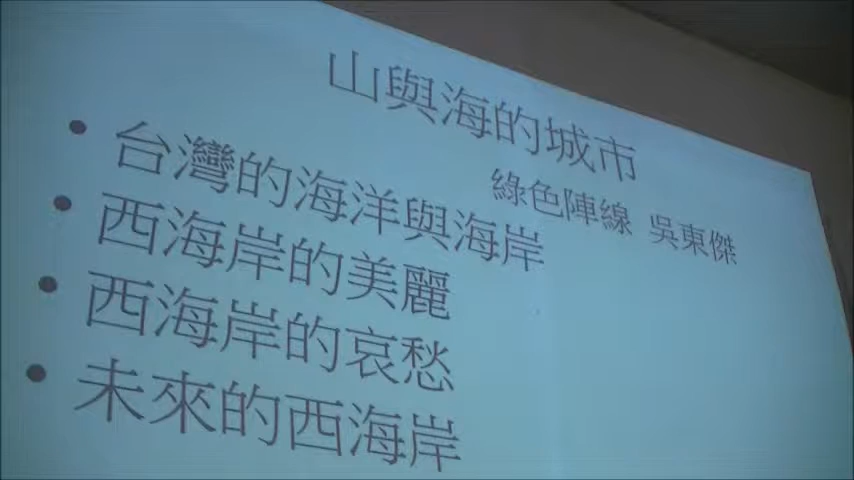 山與海的城市
綠色陣線 吳東傑
• 台灣的海洋與海岸
• 西海岸的美麗
• 西海岸的哀愁
• 未來的西海岸